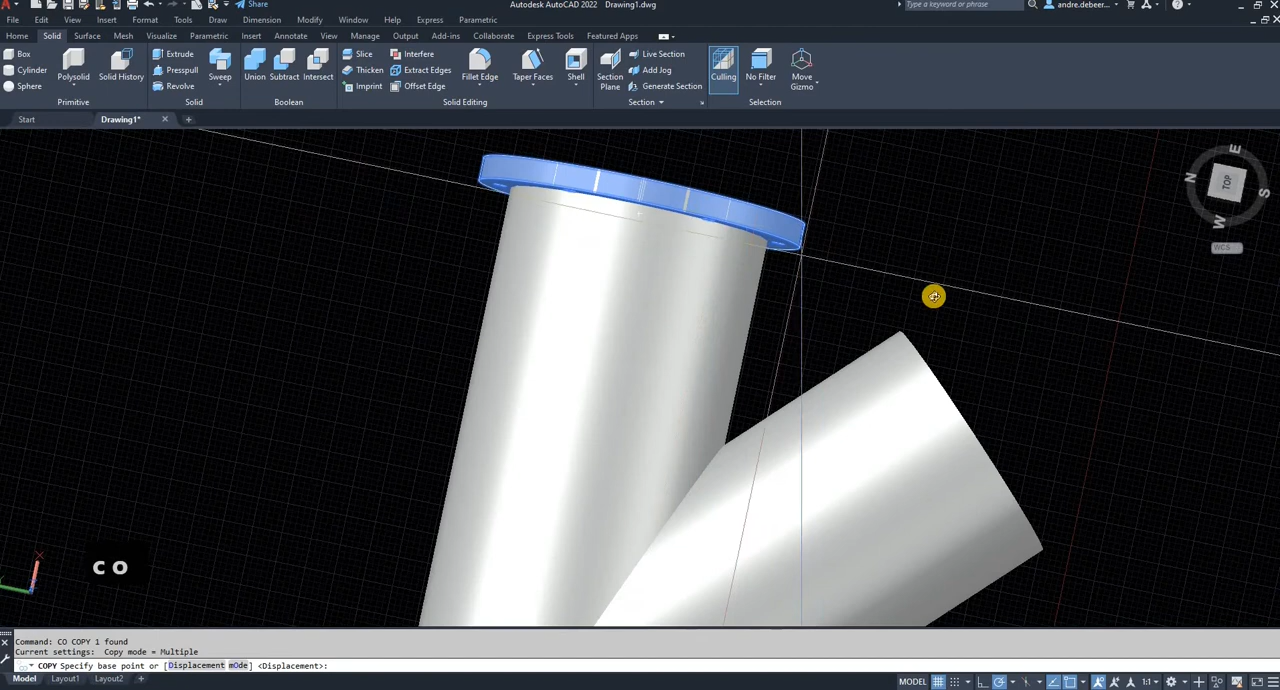 Share
Autodesk AutoCAD 2022 Drawing1.dwg
Type a keyword or phrase
andre.debeer...
File Edit View Insert Format Tools Draw Dimension Modify Window Help Express Parametric
Home Solid Surface Mesh Visualize Parametric Insert Annotate View Manage Output Add-ins Collaborate Express Tools Featured Apps
Box
Cylinder
Sphere
Polysolid
Solid History
Primitive
Extrude
Presspull
Revolve
Sweep
Solid
Union
Subtract
Intersect
Boolean
Slice
Thicken
Imprint
Interfere
Extract Edges
Offset Edge
Fillet Edge
Taper Faces
Shell
Solid Editing
Section
Plane
Live Section
Add Jog
Generate Section
Section
Culling
No Filter
Move
Gizmo
Selection
Start
Drawing1*
E
N
TOP
S
W
WCS
c o
Command: CO COPY 1 found
Current settings: Copy mode = Multiple
COPY Specify base point or [Displacement mOde] <Displacement>:
Model Layout1 Layout2
MODEL
1:1